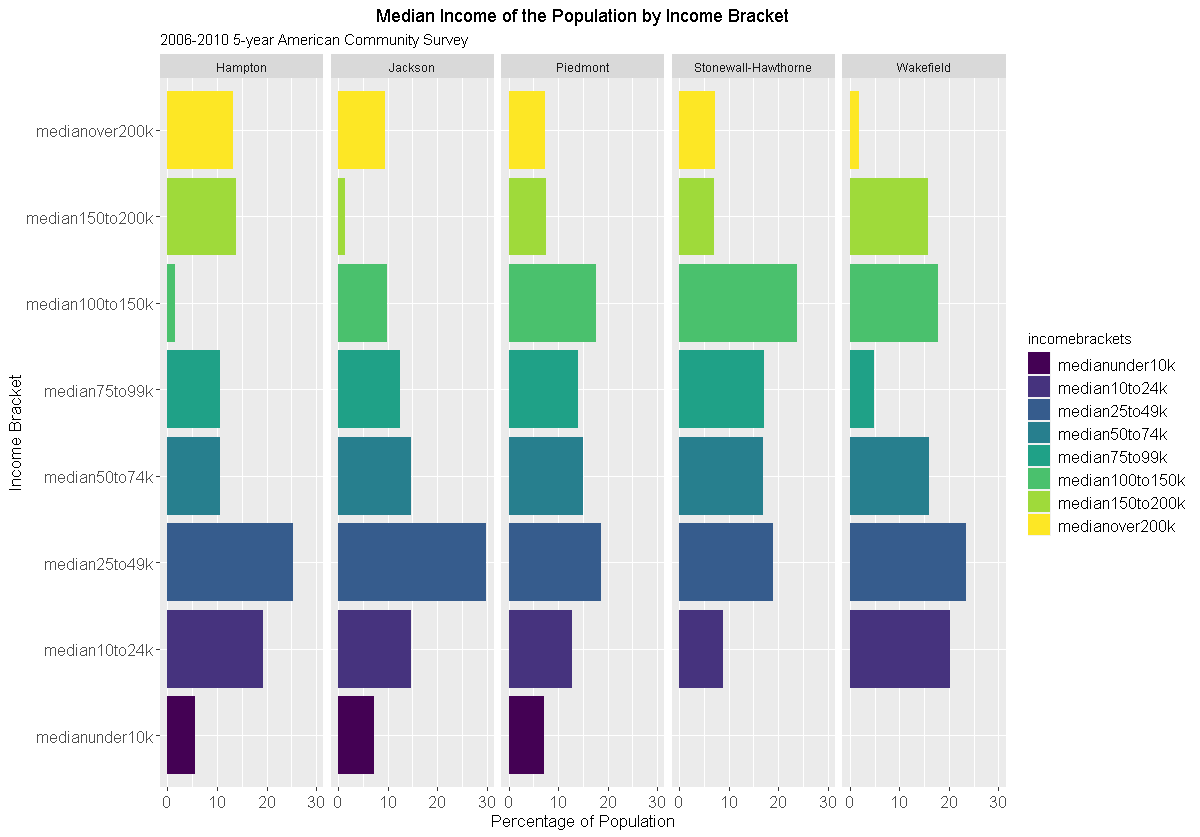 Median Income of the Population by Income Bracket
2006-2010 5-year American Community Survey
Hampton Jackson Piedmont Stonewall-Hawthorne Wakefield
Income Bracket
medianover200k
median150to200k
median100to150k
median75to99k
median50to74k
median25to49k
median10to24k
medianunder10k
0 10 20 30 0 10 20 30 0 10 20 30 0 10 20 30 0 10 20 30
Percentage of Population
incomebrackets
medianunder10k
median10to24k
median25to49k
median50to74k
median75to99k
median100to150k
median150to200k
medianover200k